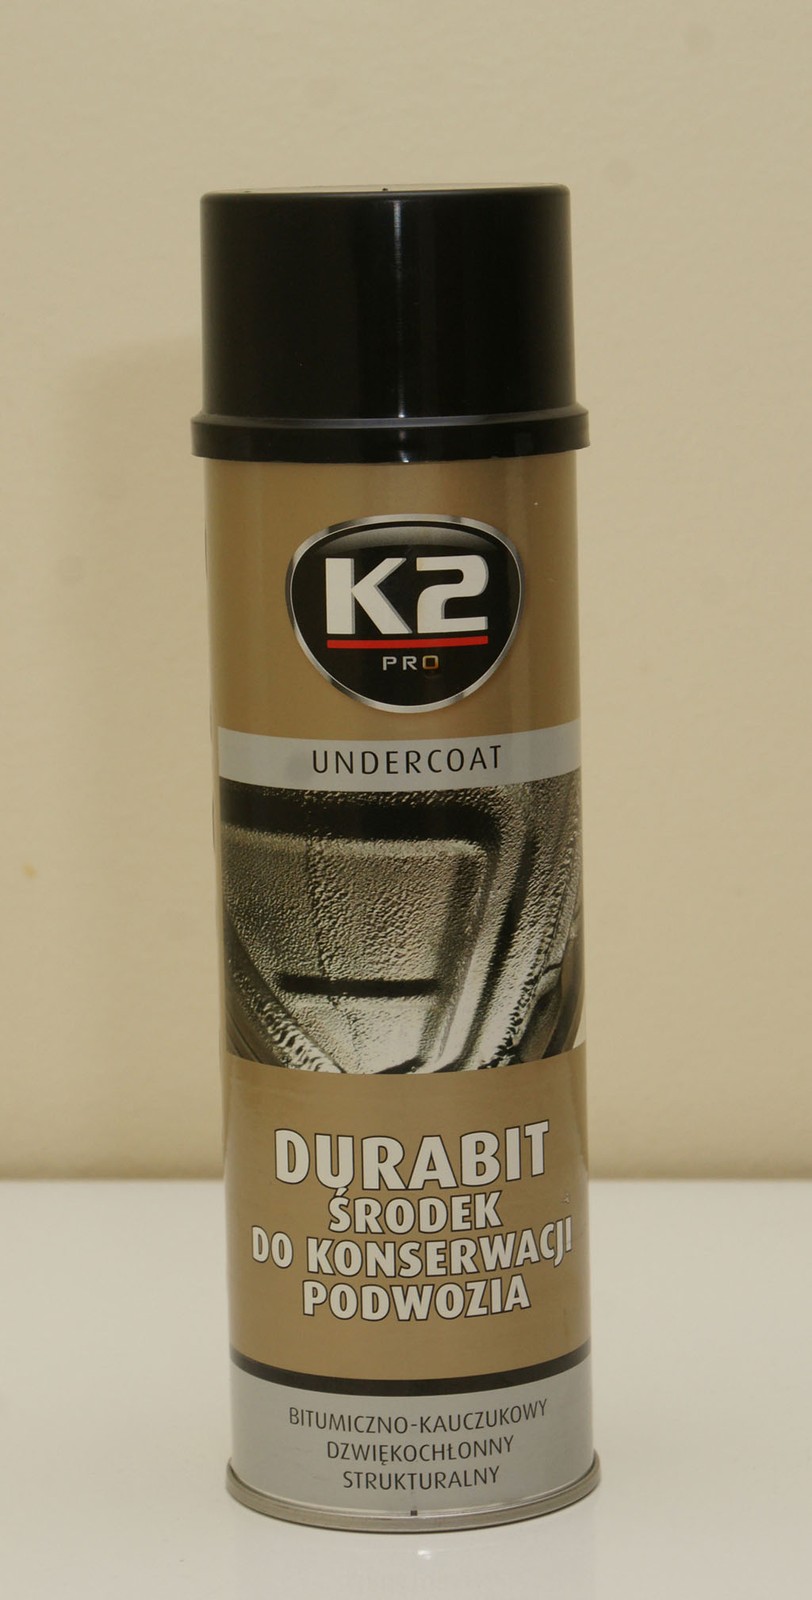 K2
PRO
UNDERCOAT
DURABIT
ŚRODEK
DO KONSERWACJI
PODWOZIA
BITUMICZNO-KAUCZUKOWY
DZWIĘKOCHŁONNY
STRUKTURALNY